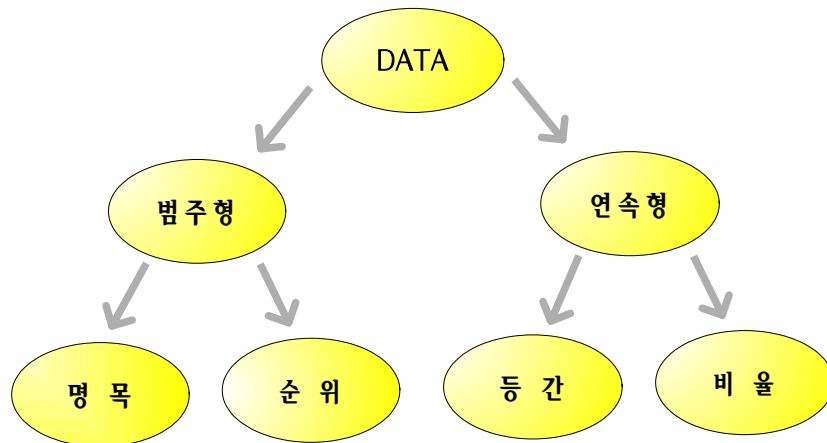 DATA
범주형
연속형
명 목
순 위
등 간
비 율